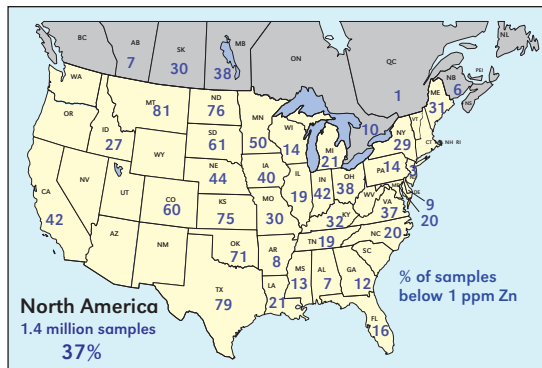 NL
BC
AB
7
SK
30
MB
38
ON
QC
1
NB
6
PEI
NS
WA
MT
81
ND
76
MN
50
WI
14
MI
21
10
ME
31
VT
NY
29
NH RI
CT
OR
ID
27
WY
SD
61
IA
40
NE
44
IL
19
IN
42
OH
38
PA
14
3
NV
UT
CO
60
KS
75
MO
30
KY
32
WV
VA
37
DE
9
20
CA
42
AZ
NM
OK
71
AR
8
TN
19
NC
20
SC
TX
79
LA
21
MS
13
AL
7
GA
12
FL
16
% of samples
below 1 ppm Zn
North America
1.4 million samples
37%